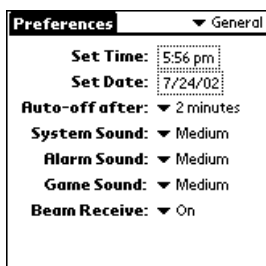 Preferences General
Set Time: 5:56 pm
Set Date: 7/24/02
Auto-off after: 2 minutes
System Sound: Medium
Alarm Sound: Medium
Game Sound: Medium
Beam Receive: On